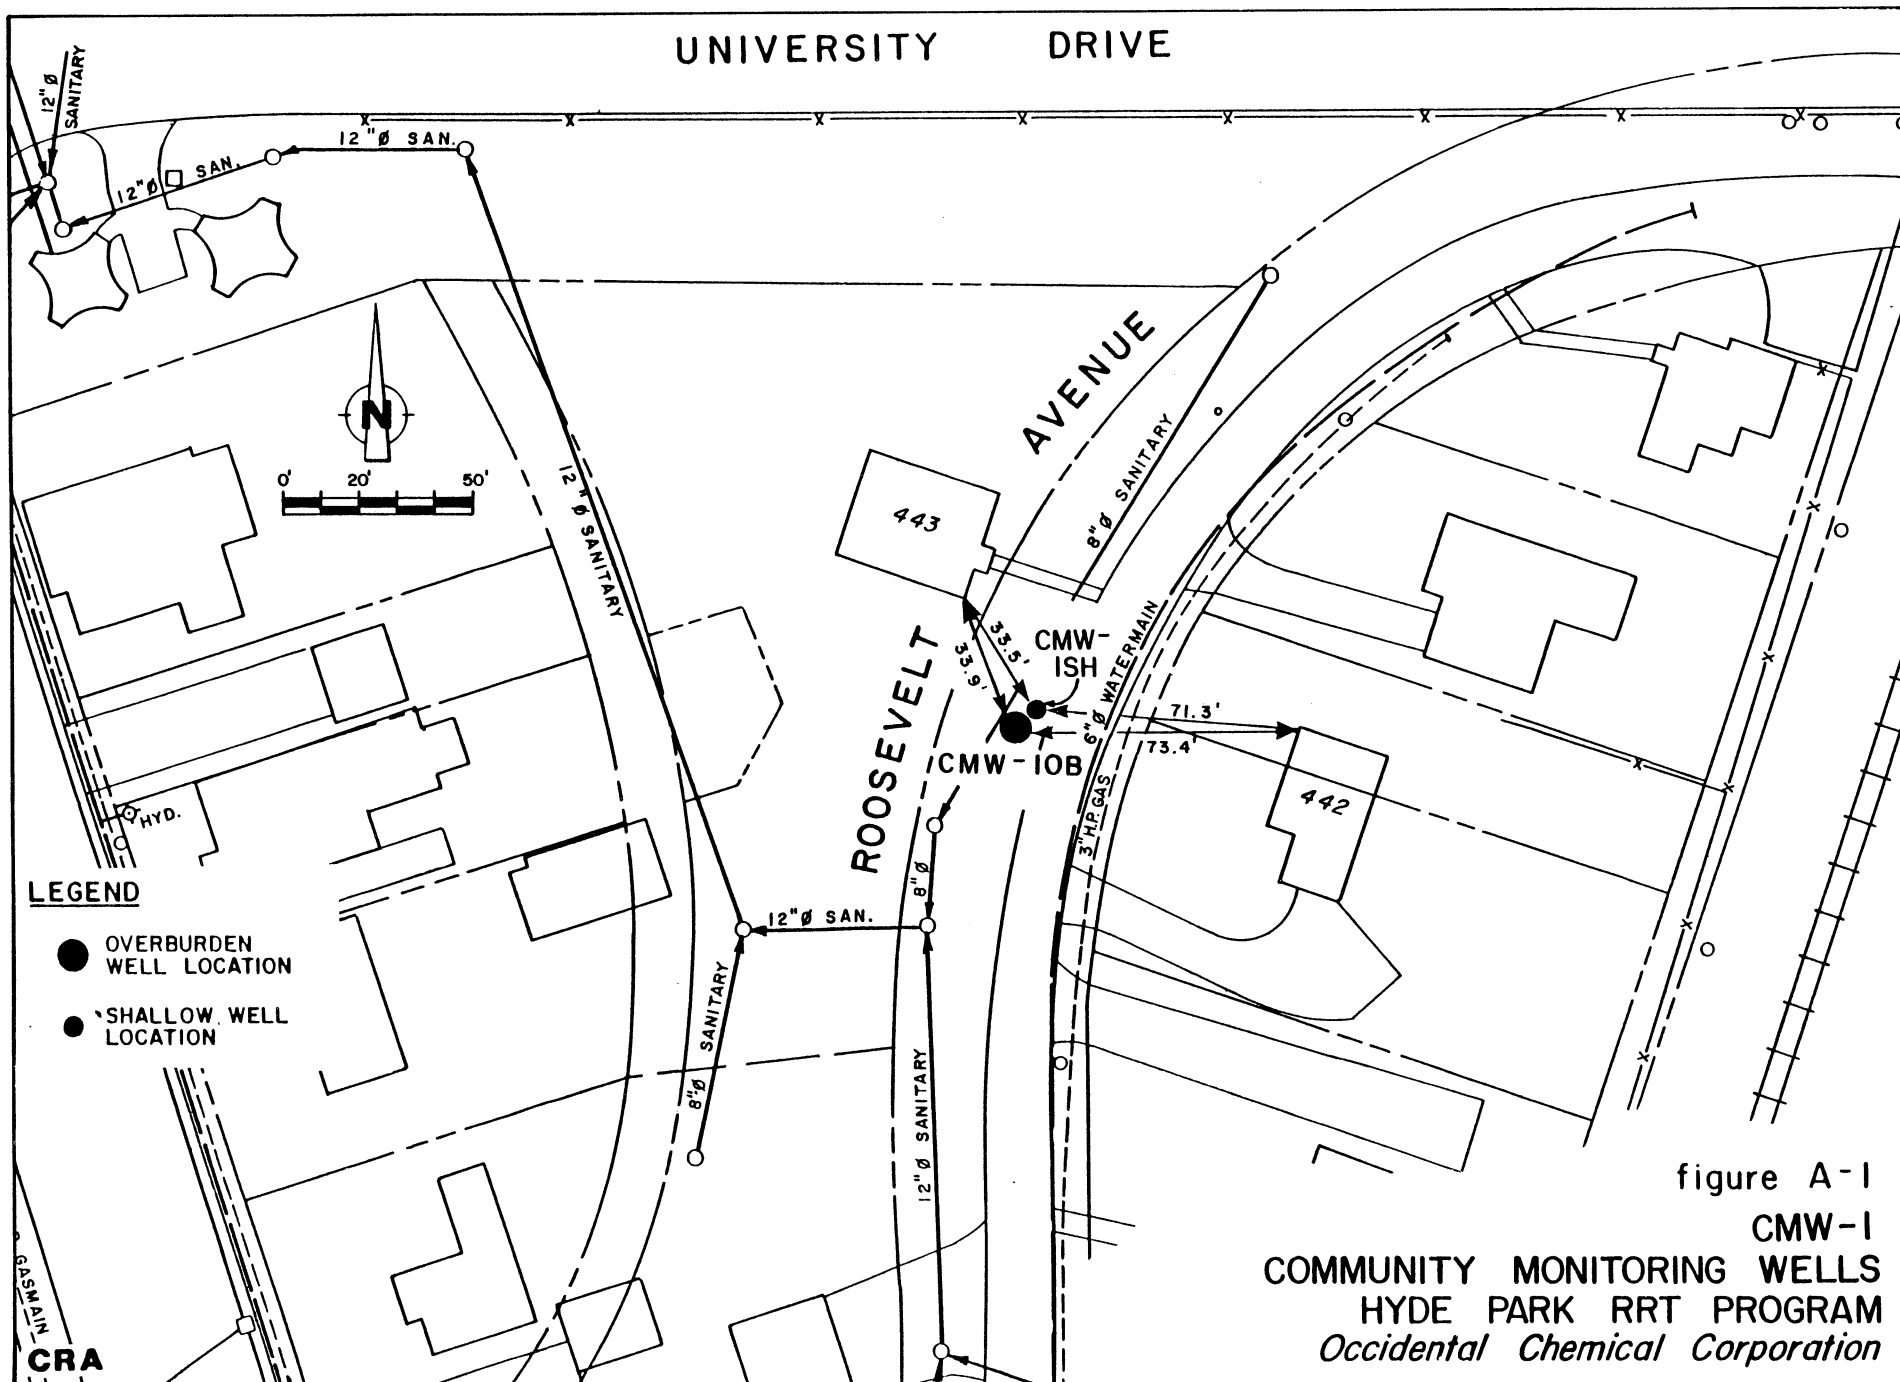 UNIVERSITY DRIVE
12"Ø
SANITARY
12"Ø SAN.
12"Ø SAN.
N
0' 20' 50'
12"Ø SANITARY
AVENUE
8"Ø SANITARY
443
33.5'
33.9'
CMW-
1SH
6"Ø WATERMAIN
71.3'
73.4'
ROOSEVELT
CMW-1OB
3" H.P. GAS
442
HYD.
8"Ø
12"Ø SAN.
LEGEND
OVERBURDEN
WELL LOCATION
SHALLOW WELL
LOCATION
8"Ø SANITARY
12"Ø SANITARY
GASMAIN
CRA
figure A-1
CMW-1
COMMUNITY MONITORING WELLS
HYDE PARK RRT PROGRAM
Occidental Chemical Corporation